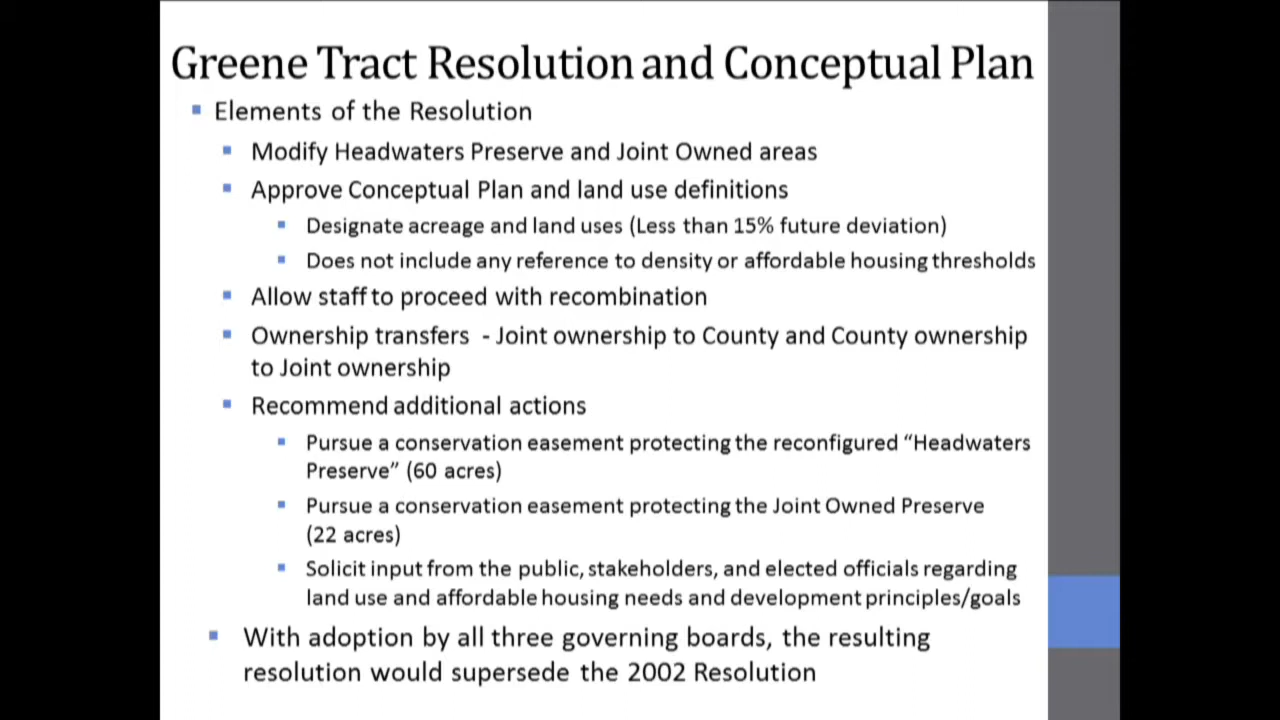 Greene Tract Resolution and Conceptual Plan
Elements of the Resolution
Modify Headwaters Preserve and Joint Owned areas
Approve Conceptual Plan and land use definitions
Designate acreage and land uses (Less than 15% future deviation)
Does not include any reference to density or affordable housing thresholds
Allow staff to proceed with recombination
Ownership transfers - Joint ownership to County and County ownership
to Joint ownership
Recommend additional actions
Pursue a conservation easement protecting the reconfigured “Headwaters
Preserve” (60 acres)
Pursue a conservation easement protecting the Joint Owned Preserve
(22 acres)
Solicit input from the public, stakeholders, and elected officials regarding
land use and affordable housing needs and development principles/goals
With adoption by all three governing boards, the resulting
resolution would supersede the 2002 Resolution